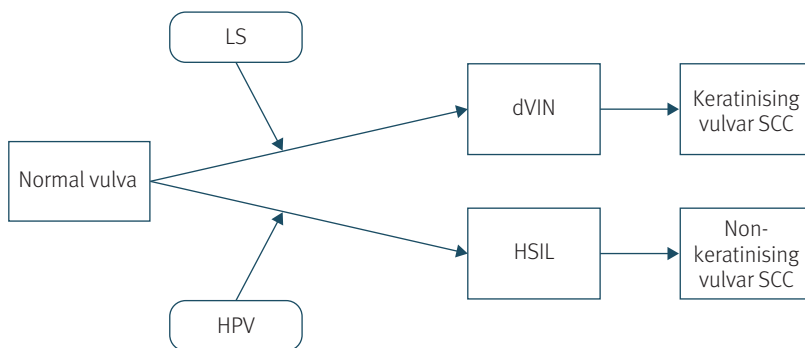 LS
dVIN
Keratinising
vulvar SCC
Normal vulva
HSIL
Non-
keratinising
vulvar SCC
HPV